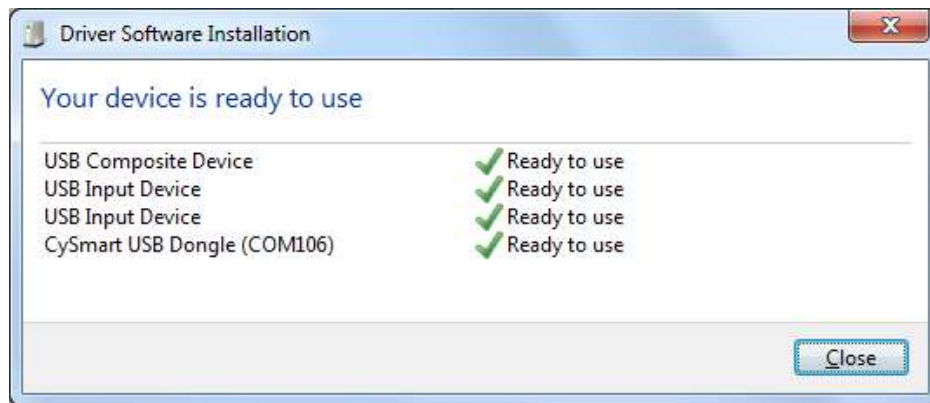 Driver Software Installation
Your device is ready to use
USB Composite Device Ready to use
USB Input Device Ready to use
USB Input Device Ready to use
CySmart USB Dongle (COM106) Ready to use
Close